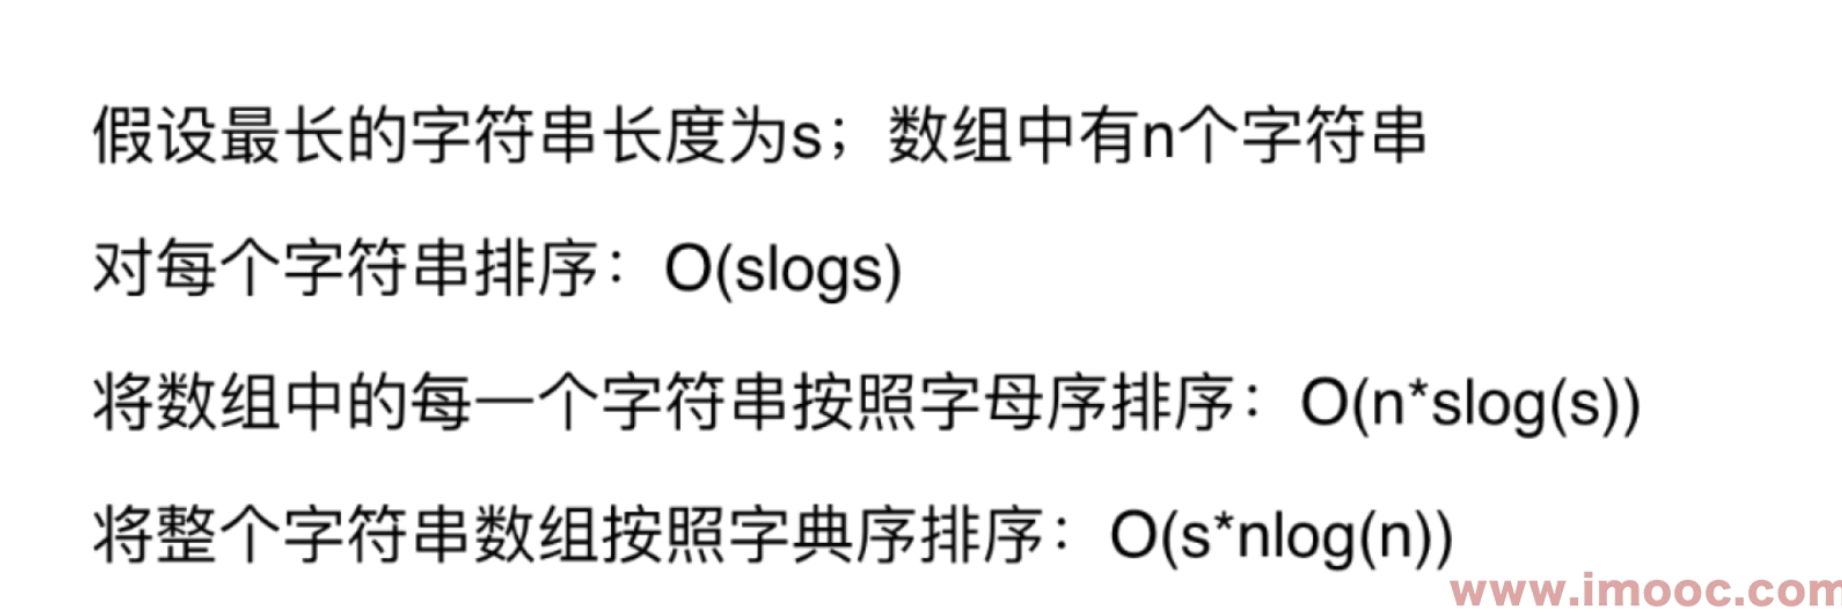 假设最长的字符串长度为s；数组中有n个字符串
对每个字符串排序：O(slogs)
将数组中的每一个字符串按照字母序排序：O(n*slog(s))
将整个字符串数组按照字典序排序：O(s*nlog(n))
www.imooc.com